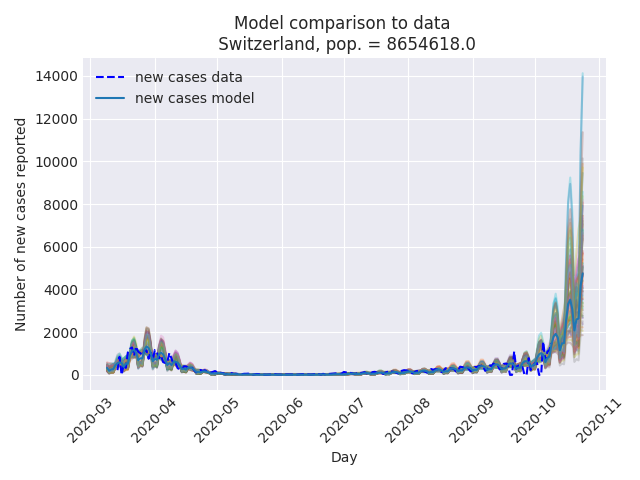 Model comparison to data
Switzerland, pop. = 8654618.0
new cases data
new cases model
Number of new cases reported
14000
12000
10000
8000
6000
4000
2000
0
2020-03
2020-04
2020-05
2020-06
2020-07
2020-08
2020-09
2020-10
2020-11
Day